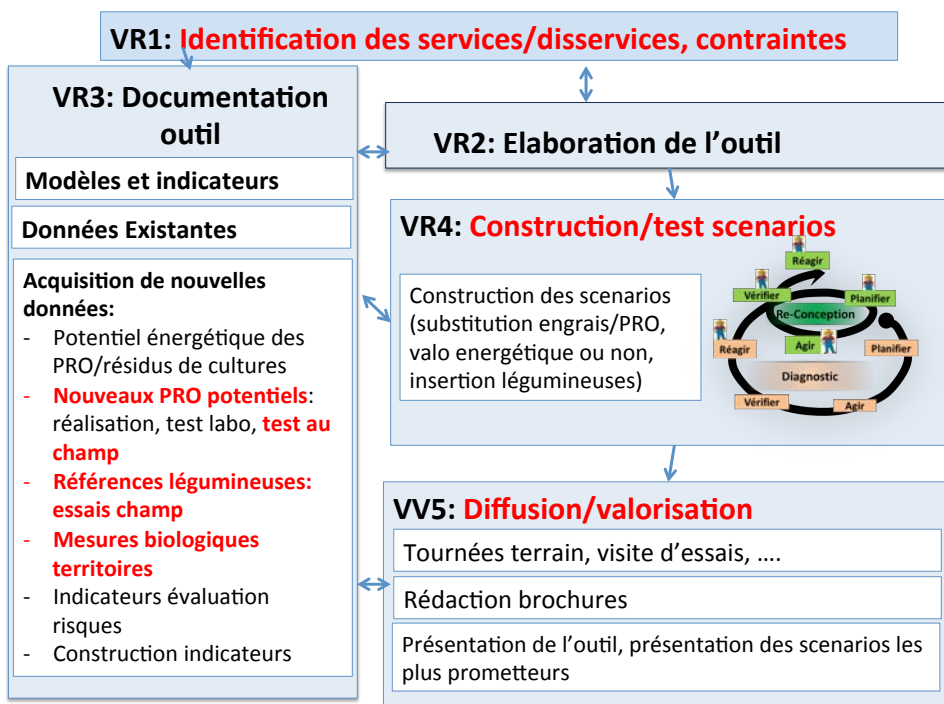 VR1: Identification des services/disservices, contraintes
VR3: Documentation
outil
Modèles et indicateurs
Données Existantes
Acquisition de nouvelles
données:
- Potentiel énergétique des
PRO/résidus de cultures
- Nouveaux PRO potentiels:
réalisation, test labo, test au
champ
- Références légumineuses:
essais champ
- Mesures biologiques
territoires
- Indicateurs évaluation
risques
- Construction indicateurs
VR2: Elaboration de l'outil
VR4: Construction/test scenarios
Construction des scenarios
(substitution engrais/PRO,
valo energétique ou non,
insertion légumineuses)
Réagir
Vérifier
Planifier
Re-Conception
Agir
Réagir
Planifier
Diagnostic
Vérifier
Agir
VV5: Diffusion/valorisation
Tournées terrain, visite d'essais, ....
Rédaction brochures
Présentation de l'outil, présentation des scenarios les
plus prometteurs